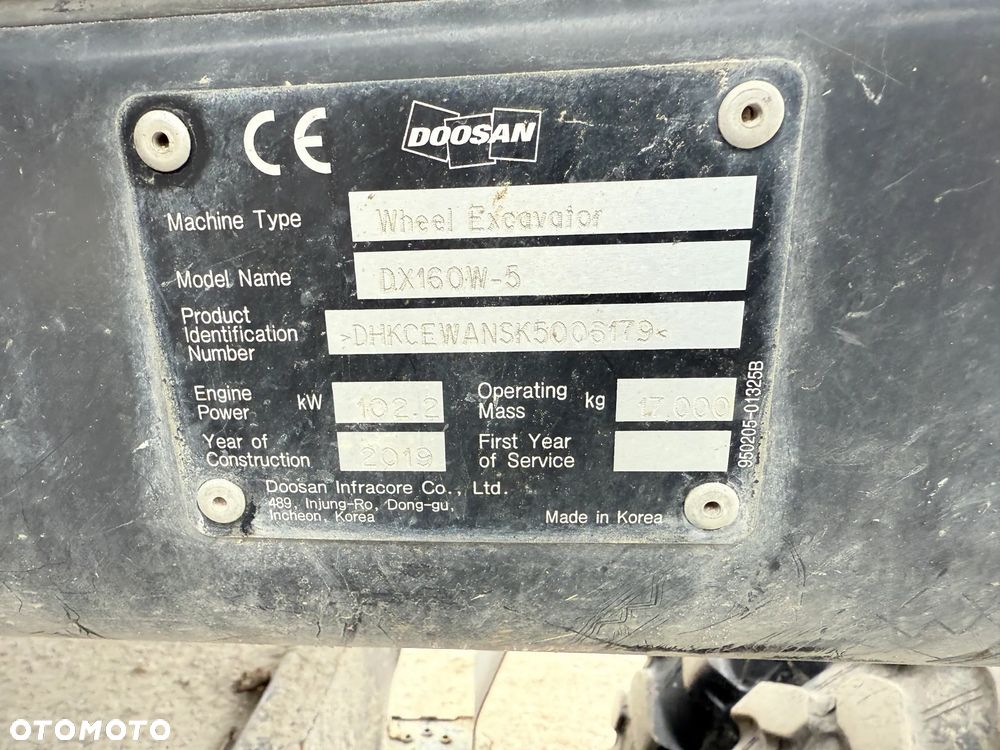 CE DOOSAN
Machine Type Wheel Excavator
Model Name DX160W-5
Product
Identification
Number >DHKCEWANSK5006179<
Engine
Power kW 102.2 Operating
Mass kg 17,000
Year of
Construction 2019 First Year
of Service
950205-01325B
Doosan Infracore Co., Ltd.
489, Injung-Ro, Dong-gu,
Incheon, Korea
Made in Korea
OTOMOTO